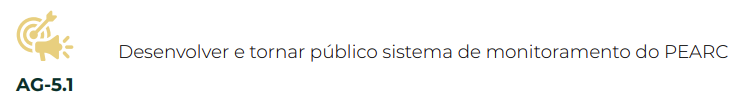 Desenvolver e tornar público sistema de monitoramento do PEARC
AG-5.1